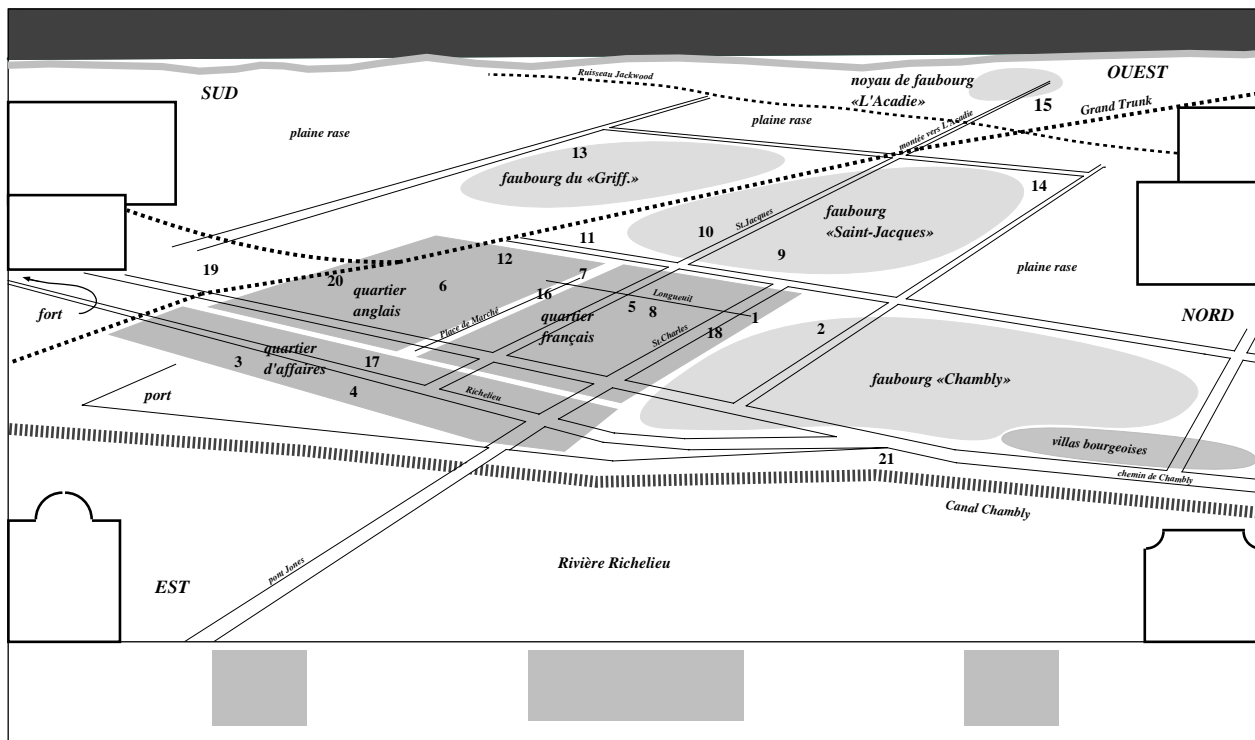 SUD
Ruisseau Jackwood
noyau de faubourg
«L'Acadie»
OUEST
15
Grand Trunk
plaine rase
plaine rase
montée vers L'Acadie
13
faubourg du «Griff.»
14
10
St.Jacques
faubourg
«Saint-Jacques»
11
9
12
19
20
7
plaine rase
quartier
anglais
6
16
Longueuil
fort
5
8
1
NORD
Place de Marché
quartier
français
St.Charles
18
2
quartier
d'affaires
3
17
faubourg «Chambly»
port
4
Richelieu
villas bourgeoises
21
chemin de Chambly
Canal Chambly
pont Jones
Rivière Richelieu
EST